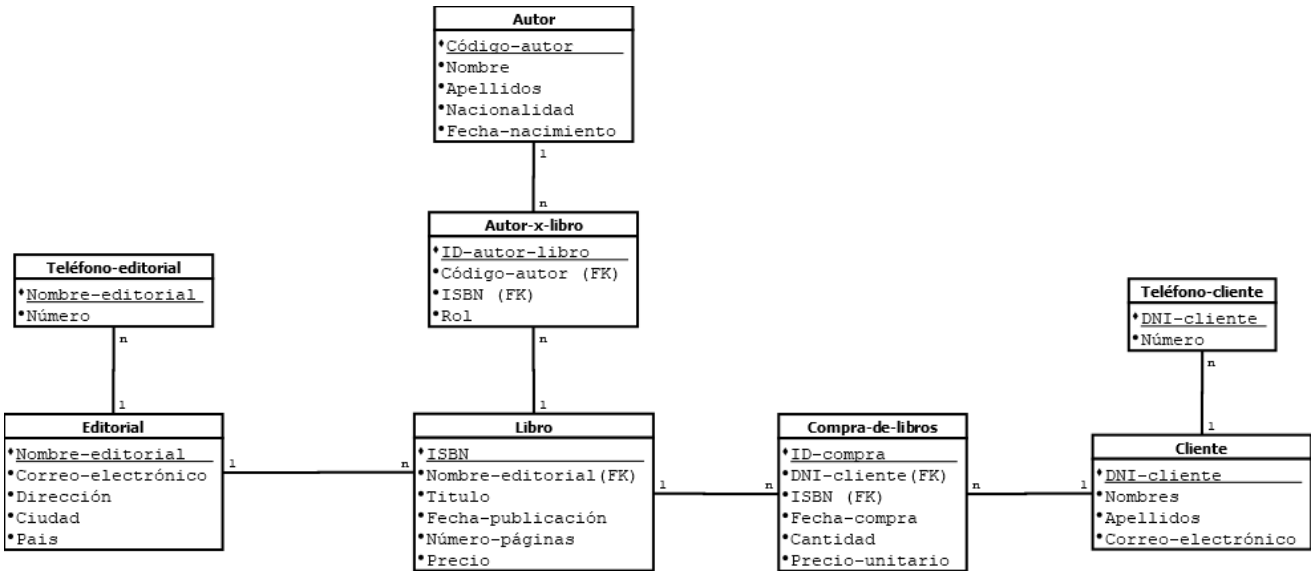 Autor
Código-autor
Nombre
Apellidos
Nacionalidad
Fecha-nacimiento
1
n
Autor-x-libro
ID-autor-libro
Código-autor (FK)
ISBN (FK)
Rol
n
1
Teléfono-editorial
Nombre-editorial
Número
n
1
Teléfono-cliente
DNI-cliente
Número
n
1
Editorial
Nombre-editorial
Correo-electrónico
Dirección
Ciudad
Pais
1
n
Libro
ISBN
Nombre-editorial(FK)
Titulo
Fecha-publicación
Número-páginas
Precio
1
n
Compra-de-libros
ID-compra
DNI-cliente(FK)
ISBN (FK)
Fecha-compra
Cantidad
Precio-unitario
n
1
Cliente
DNI-cliente
Nombres
Apellidos
Correo-electrónico